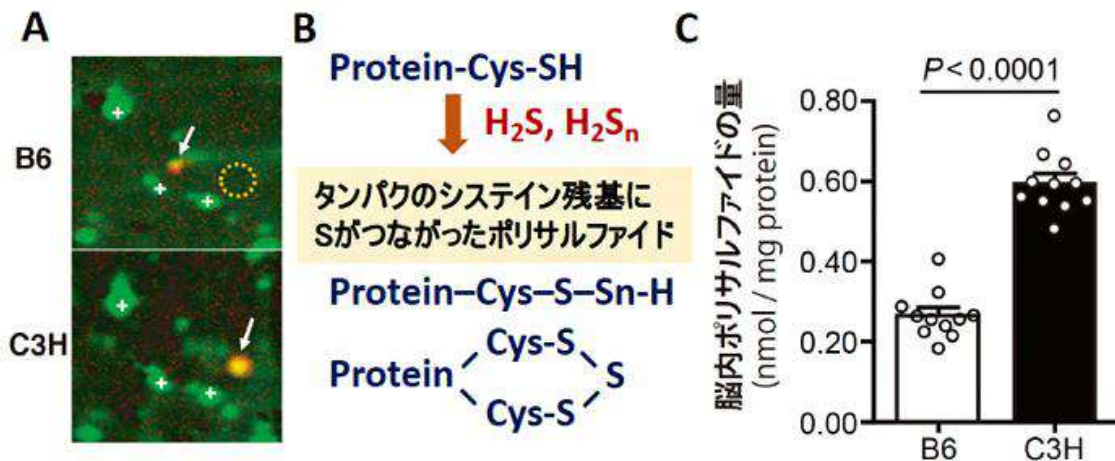 A
B6
C3H
B
Protein-Cys-SH
H₂S, H₂Sₙ
タンパクのシステイン残基に
Sがつながったポリサルファイド
Protein–Cys–S–Sn-H
Cys-S
Protein
S
Cys-S
C
脳内ポリサルファイドの量
(nmol / mg protein)
P < 0.0001
0.80
0.60
0.40
0.20
0.00
B6
C3H